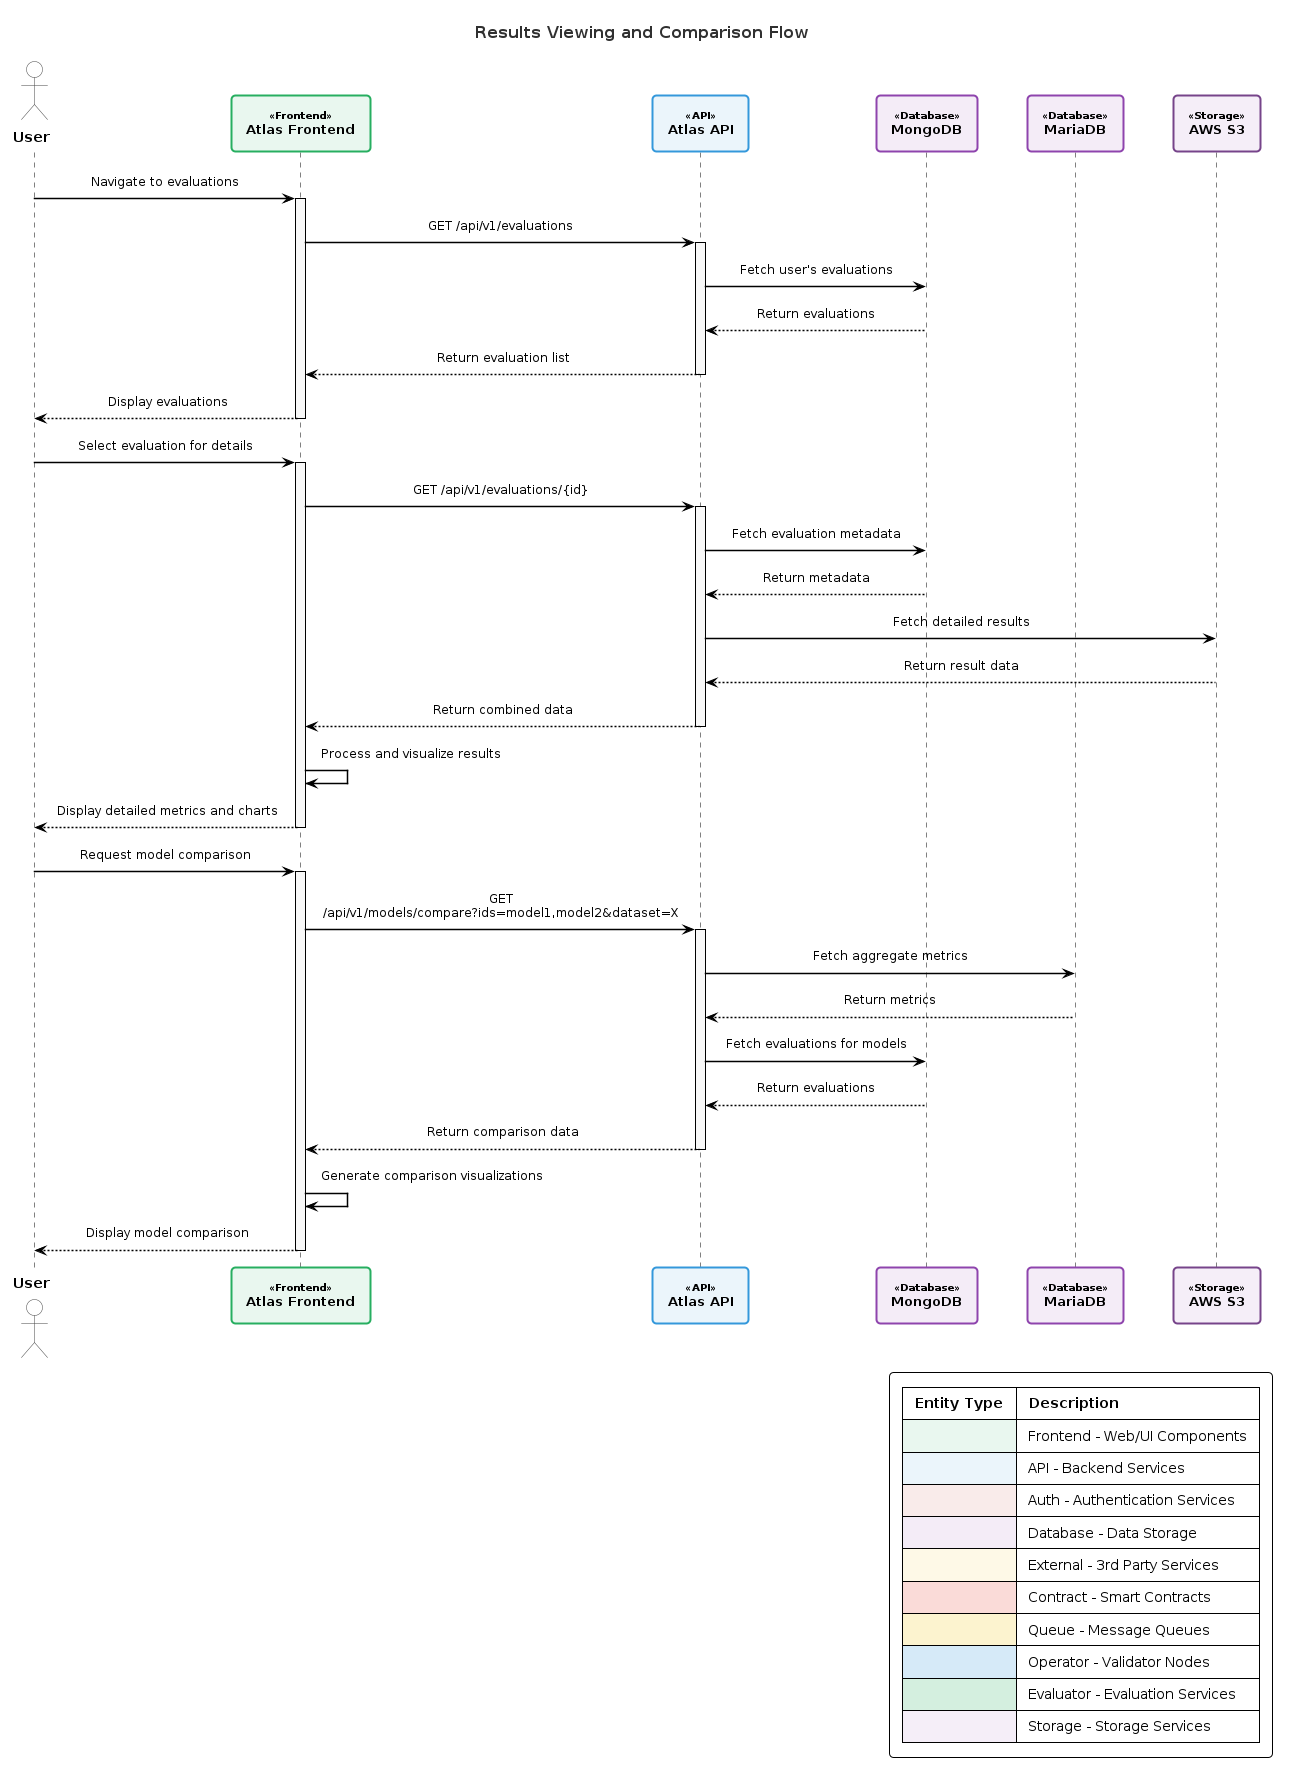 Results Viewing and Comparison Flow
User
«Frontend»
Atlas Frontend
«API»
Atlas API
«Database»
MongoDB
«Database»
MariaDB
«Storage»
AWS S3
Navigate to evaluations
GET /api/v1/evaluations
Fetch user's evaluations
Return evaluations
Return evaluation list
Display evaluations
Select evaluation for details
GET /api/v1/evaluations/{id}
Fetch evaluation metadata
Return metadata
Fetch detailed results
Return result data
Return combined data
Process and visualize results
Display detailed metrics and charts
Request model comparison
GET
/api/v1/models/compare?ids=model1,model2&dataset=X
Fetch aggregate metrics
Return metrics
Fetch evaluations for models
Return evaluations
Return comparison data
Generate comparison visualizations
Display model comparison
User
«Frontend»
Atlas Frontend
«API»
Atlas API
«Database»
MongoDB
«Database»
MariaDB
«Storage»
AWS S3
Entity Type Description
Frontend - Web/UI Components
API - Backend Services
Auth - Authentication Services
Database - Data Storage
External - 3rd Party Services
Contract - Smart Contracts
Queue - Message Queues
Operator - Validator Nodes
Evaluator - Evaluation Services
Storage - Storage Services